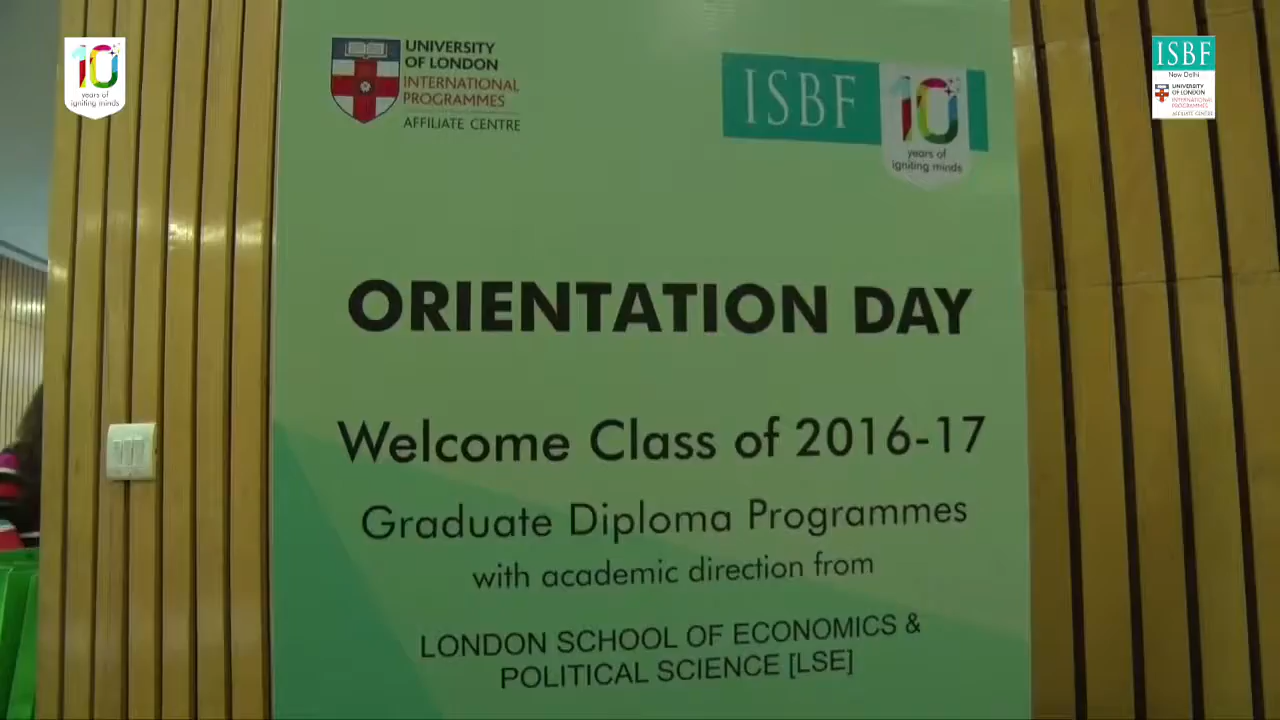 10
years of
igniting minds
UNIVERSITY
OF LONDON
INTERNATIONAL
PROGRAMMES
AFFILIATE CENTRE
ISBF
10
years of
igniting minds
ISBF
New Delhi
UNIVERSITY
OF LONDON
INTERNATIONAL
PROGRAMMES
AFFILIATE CENTRE
ORIENTATION DAY
Welcome Class of 2016-17
Graduate Diploma Programmes
with academic direction from
LONDON SCHOOL OF ECONOMICS &
POLITICAL SCIENCE [LSE]